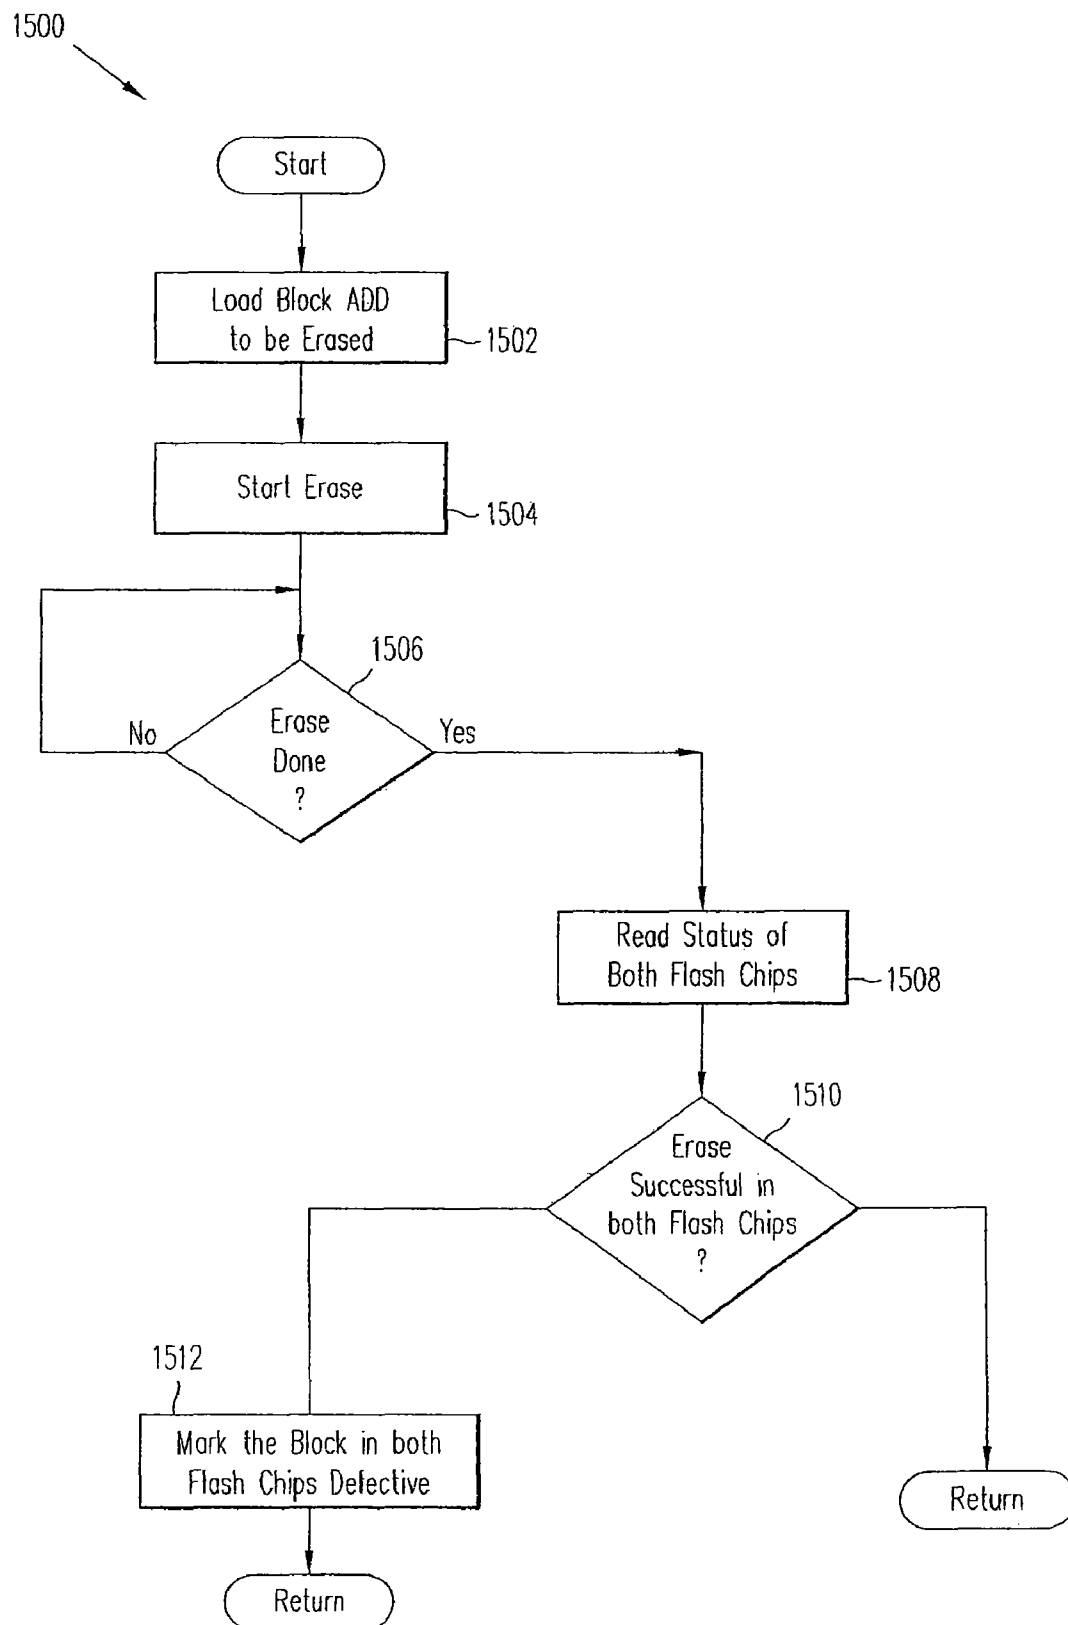 1500
Start
Load Block ADD
to be Erased
1502
Start Erase
1504
1506
Erase
Done
?
No
Yes
Read Status of
Both Flash Chips
1508
1510
Erase
Successful in
both Flash Chips
?
1512
Mark the Block in both
Flash Chips Defective
Return
Return